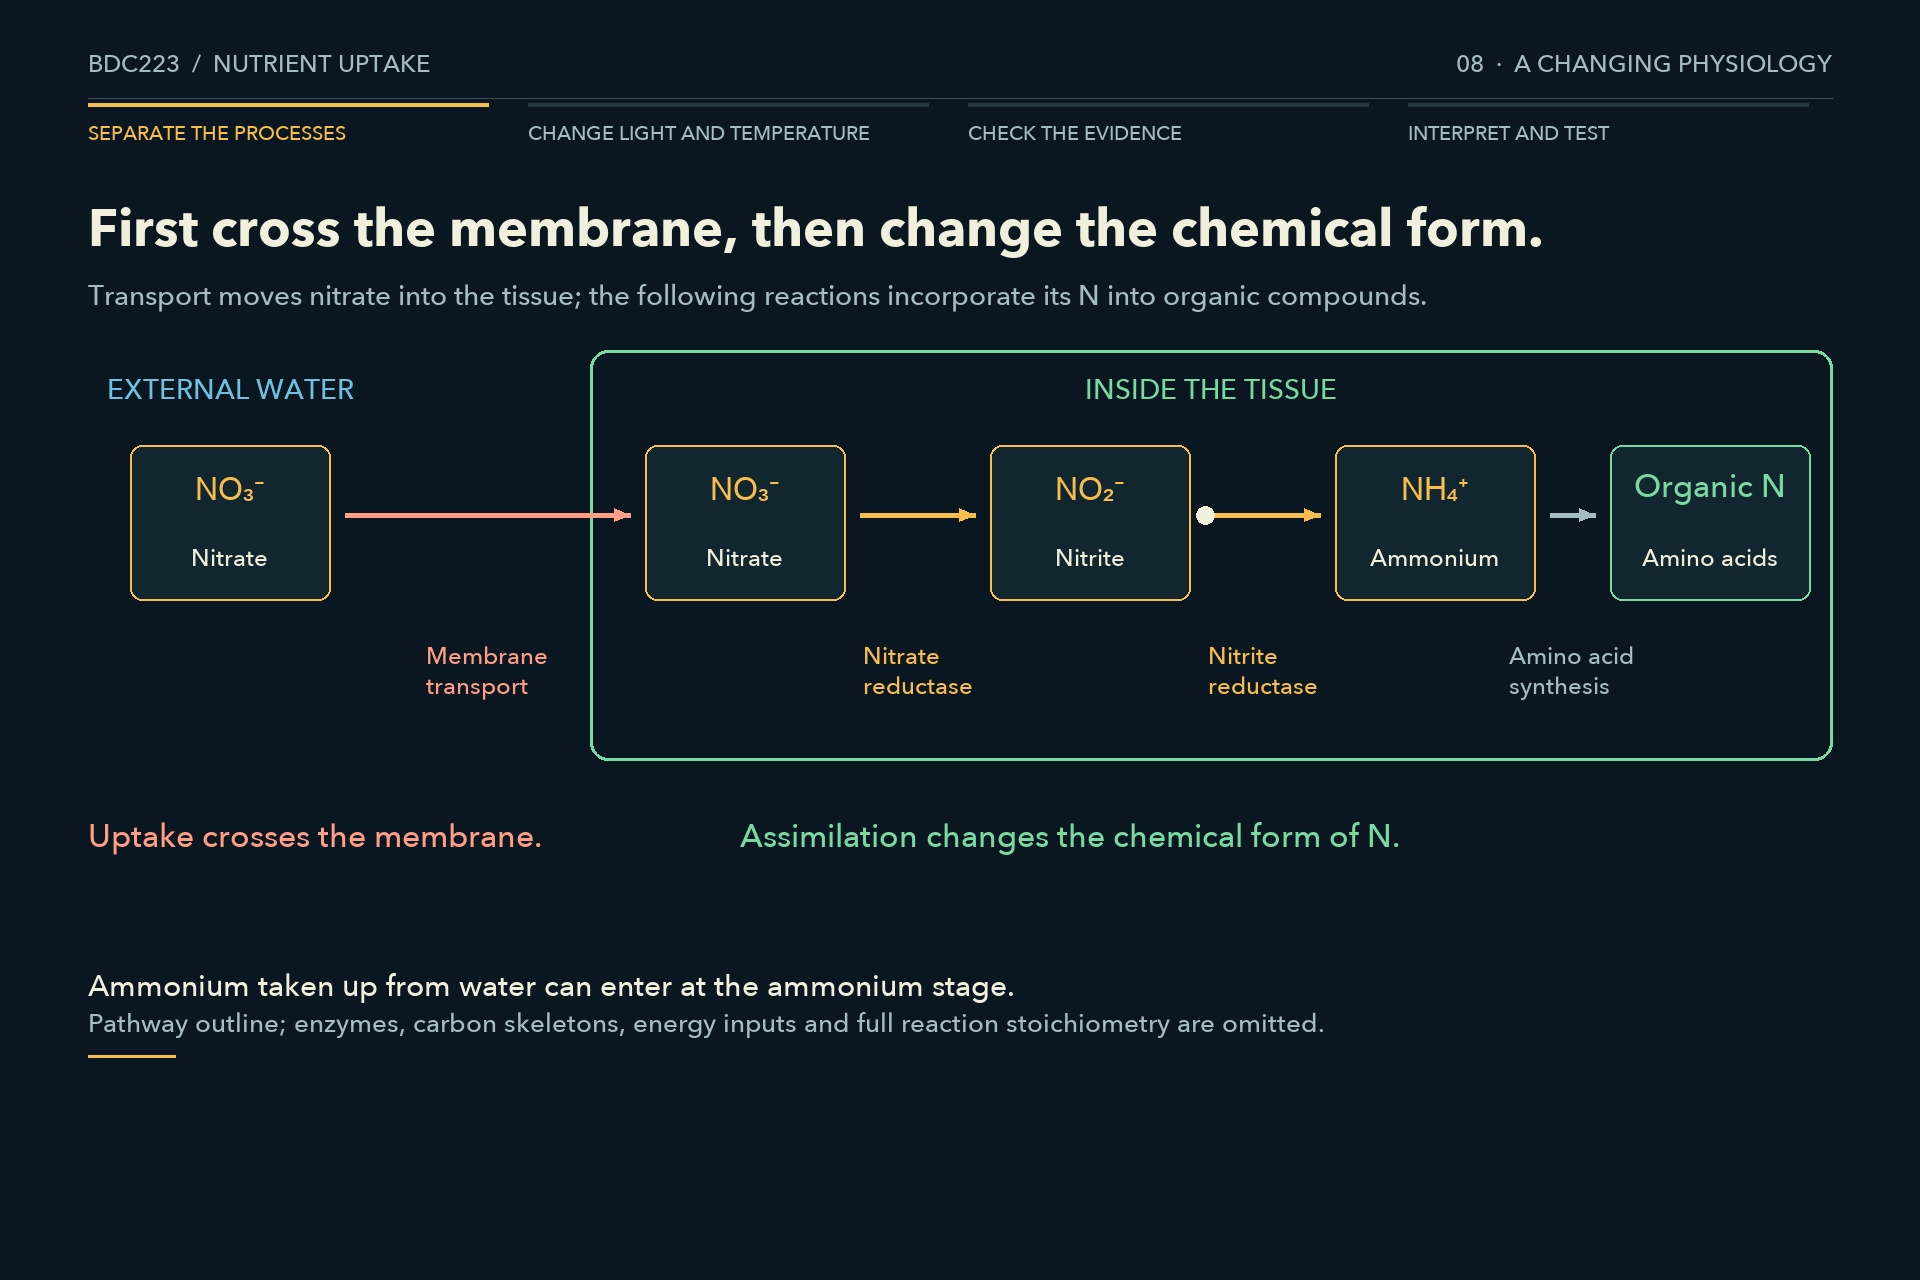 BDC223 / NUTRIENT UPTAKE
08 · A CHANGING PHYSIOLOGY
SEPARATE THE PROCESSES
CHANGE LIGHT AND TEMPERATURE
CHECK THE EVIDENCE
INTERPRET AND TEST
First cross the membrane, then change the chemical form.
Transport moves nitrate into the tissue; the following reactions incorporate its N into organic compounds.
EXTERNAL WATER
INSIDE THE TISSUE
NO₃⁻
Nitrate
NO₃⁻
Nitrate
NO₂⁻
Nitrite
NH₄⁺
Ammonium
Organic N
Amino acids
Membrane
transport
Nitrate
reductase
Nitrite
reductase
Amino acid
synthesis
Uptake crosses the membrane.
Assimilation changes the chemical form of N.
Ammonium taken up from water can enter at the ammonium stage.
Pathway outline; enzymes, carbon skeletons, energy inputs and full reaction stoichiometry are omitted.